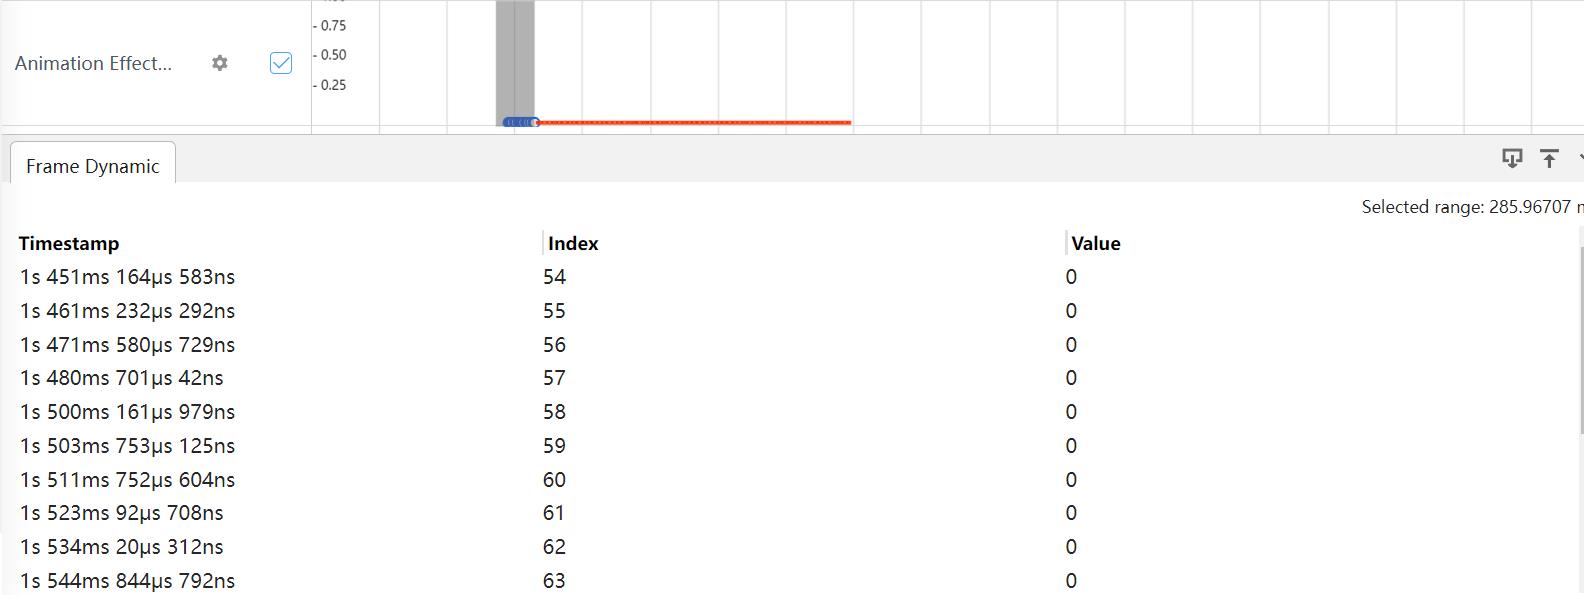 - 0.75
Animation Effect...
- 0.50
- 0.25
Frame Dynamic
Selected range: 285.96707
Timestamp Index Value
1s 451ms 164μs 583ns 54 0
1s 461ms 232μs 292ns 55 0
1s 471ms 580μs 729ns 56 0
1s 480ms 701μs 42ns 57 0
1s 500ms 161μs 979ns 58 0
1s 503ms 753μs 125ns 59 0
1s 511ms 752μs 604ns 60 0
1s 523ms 92μs 708ns 61 0
1s 534ms 20μs 312ns 62 0
1s 544ms 844μs 792ns 63 0